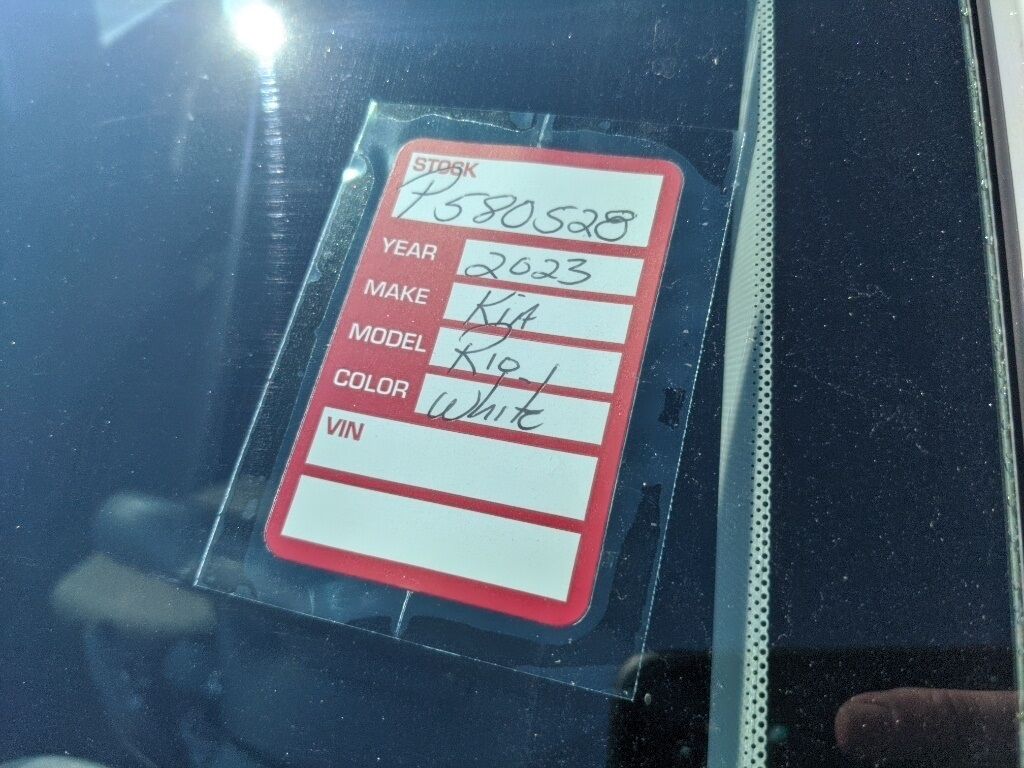 STOCK
P580528
YEAR 2023
MAKE KiA
MODEL Rio
COLOR White
VIN